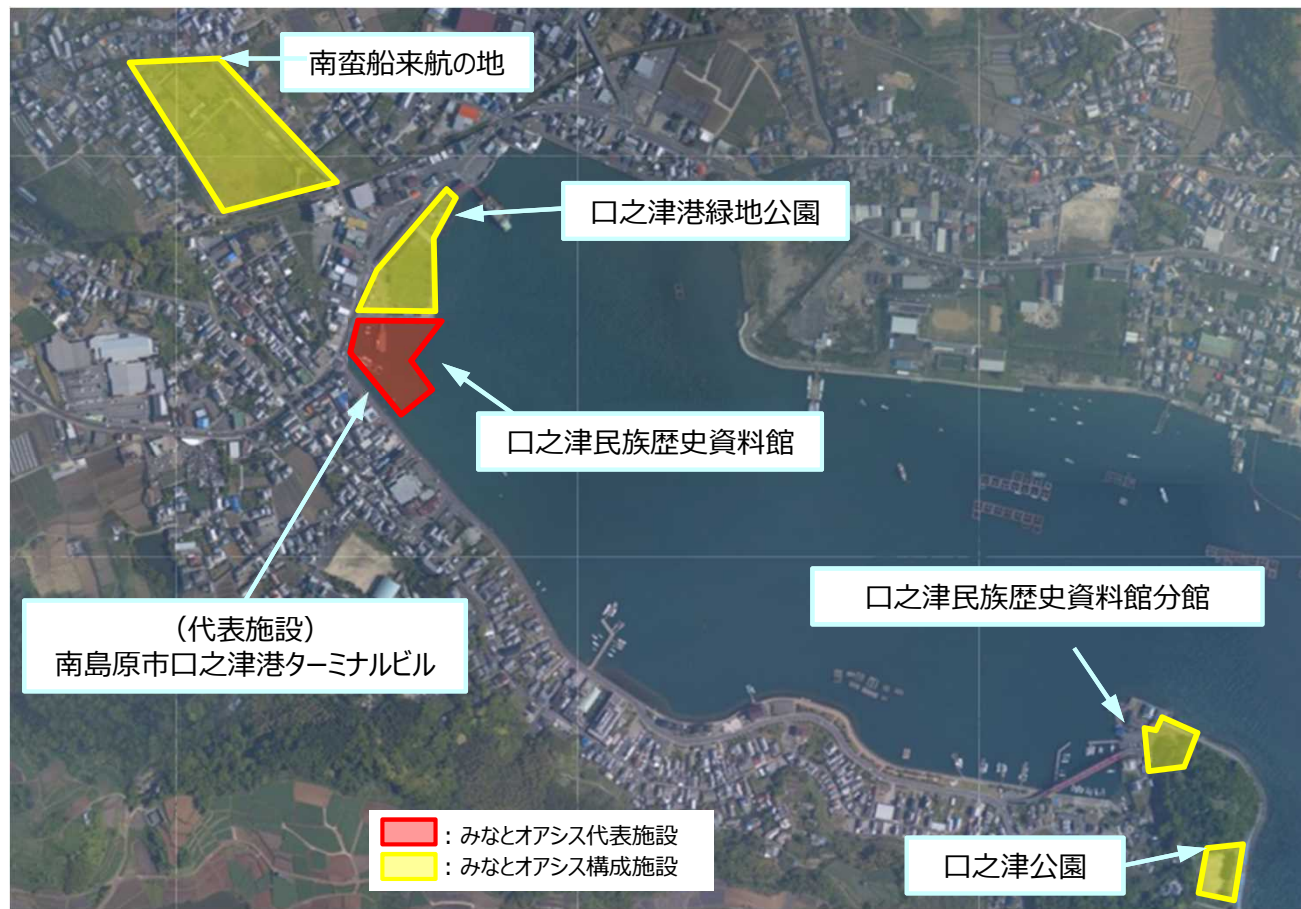 南蛮船来航の地
口之津港緑地公園
口之津民族歴史資料館
口之津民族歴史資料館分館
（代表施設）
南島原市口之津港ターミナルビル
：みなとオアシス代表施設
：みなとオアシス構成施設
口之津公園